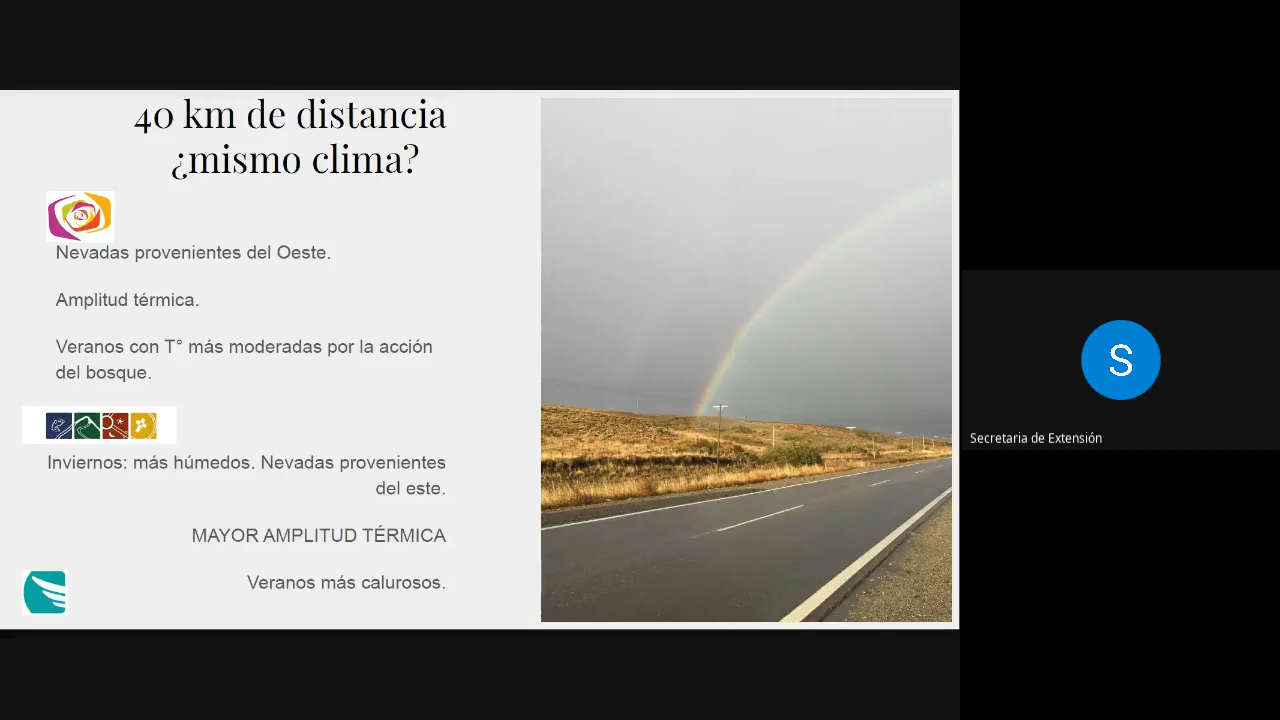 40 km de distancia
¿mismo clima?
Nevadas provenientes del Oeste.
Amplitud térmica.
Veranos con T° más moderadas por la acción
del bosque.
Inviernos: más húmedos. Nevadas provenientes
del este.
MAYOR AMPLITUD TÉRMICA
Veranos más calurosos.
S
Secretaria de Extensión